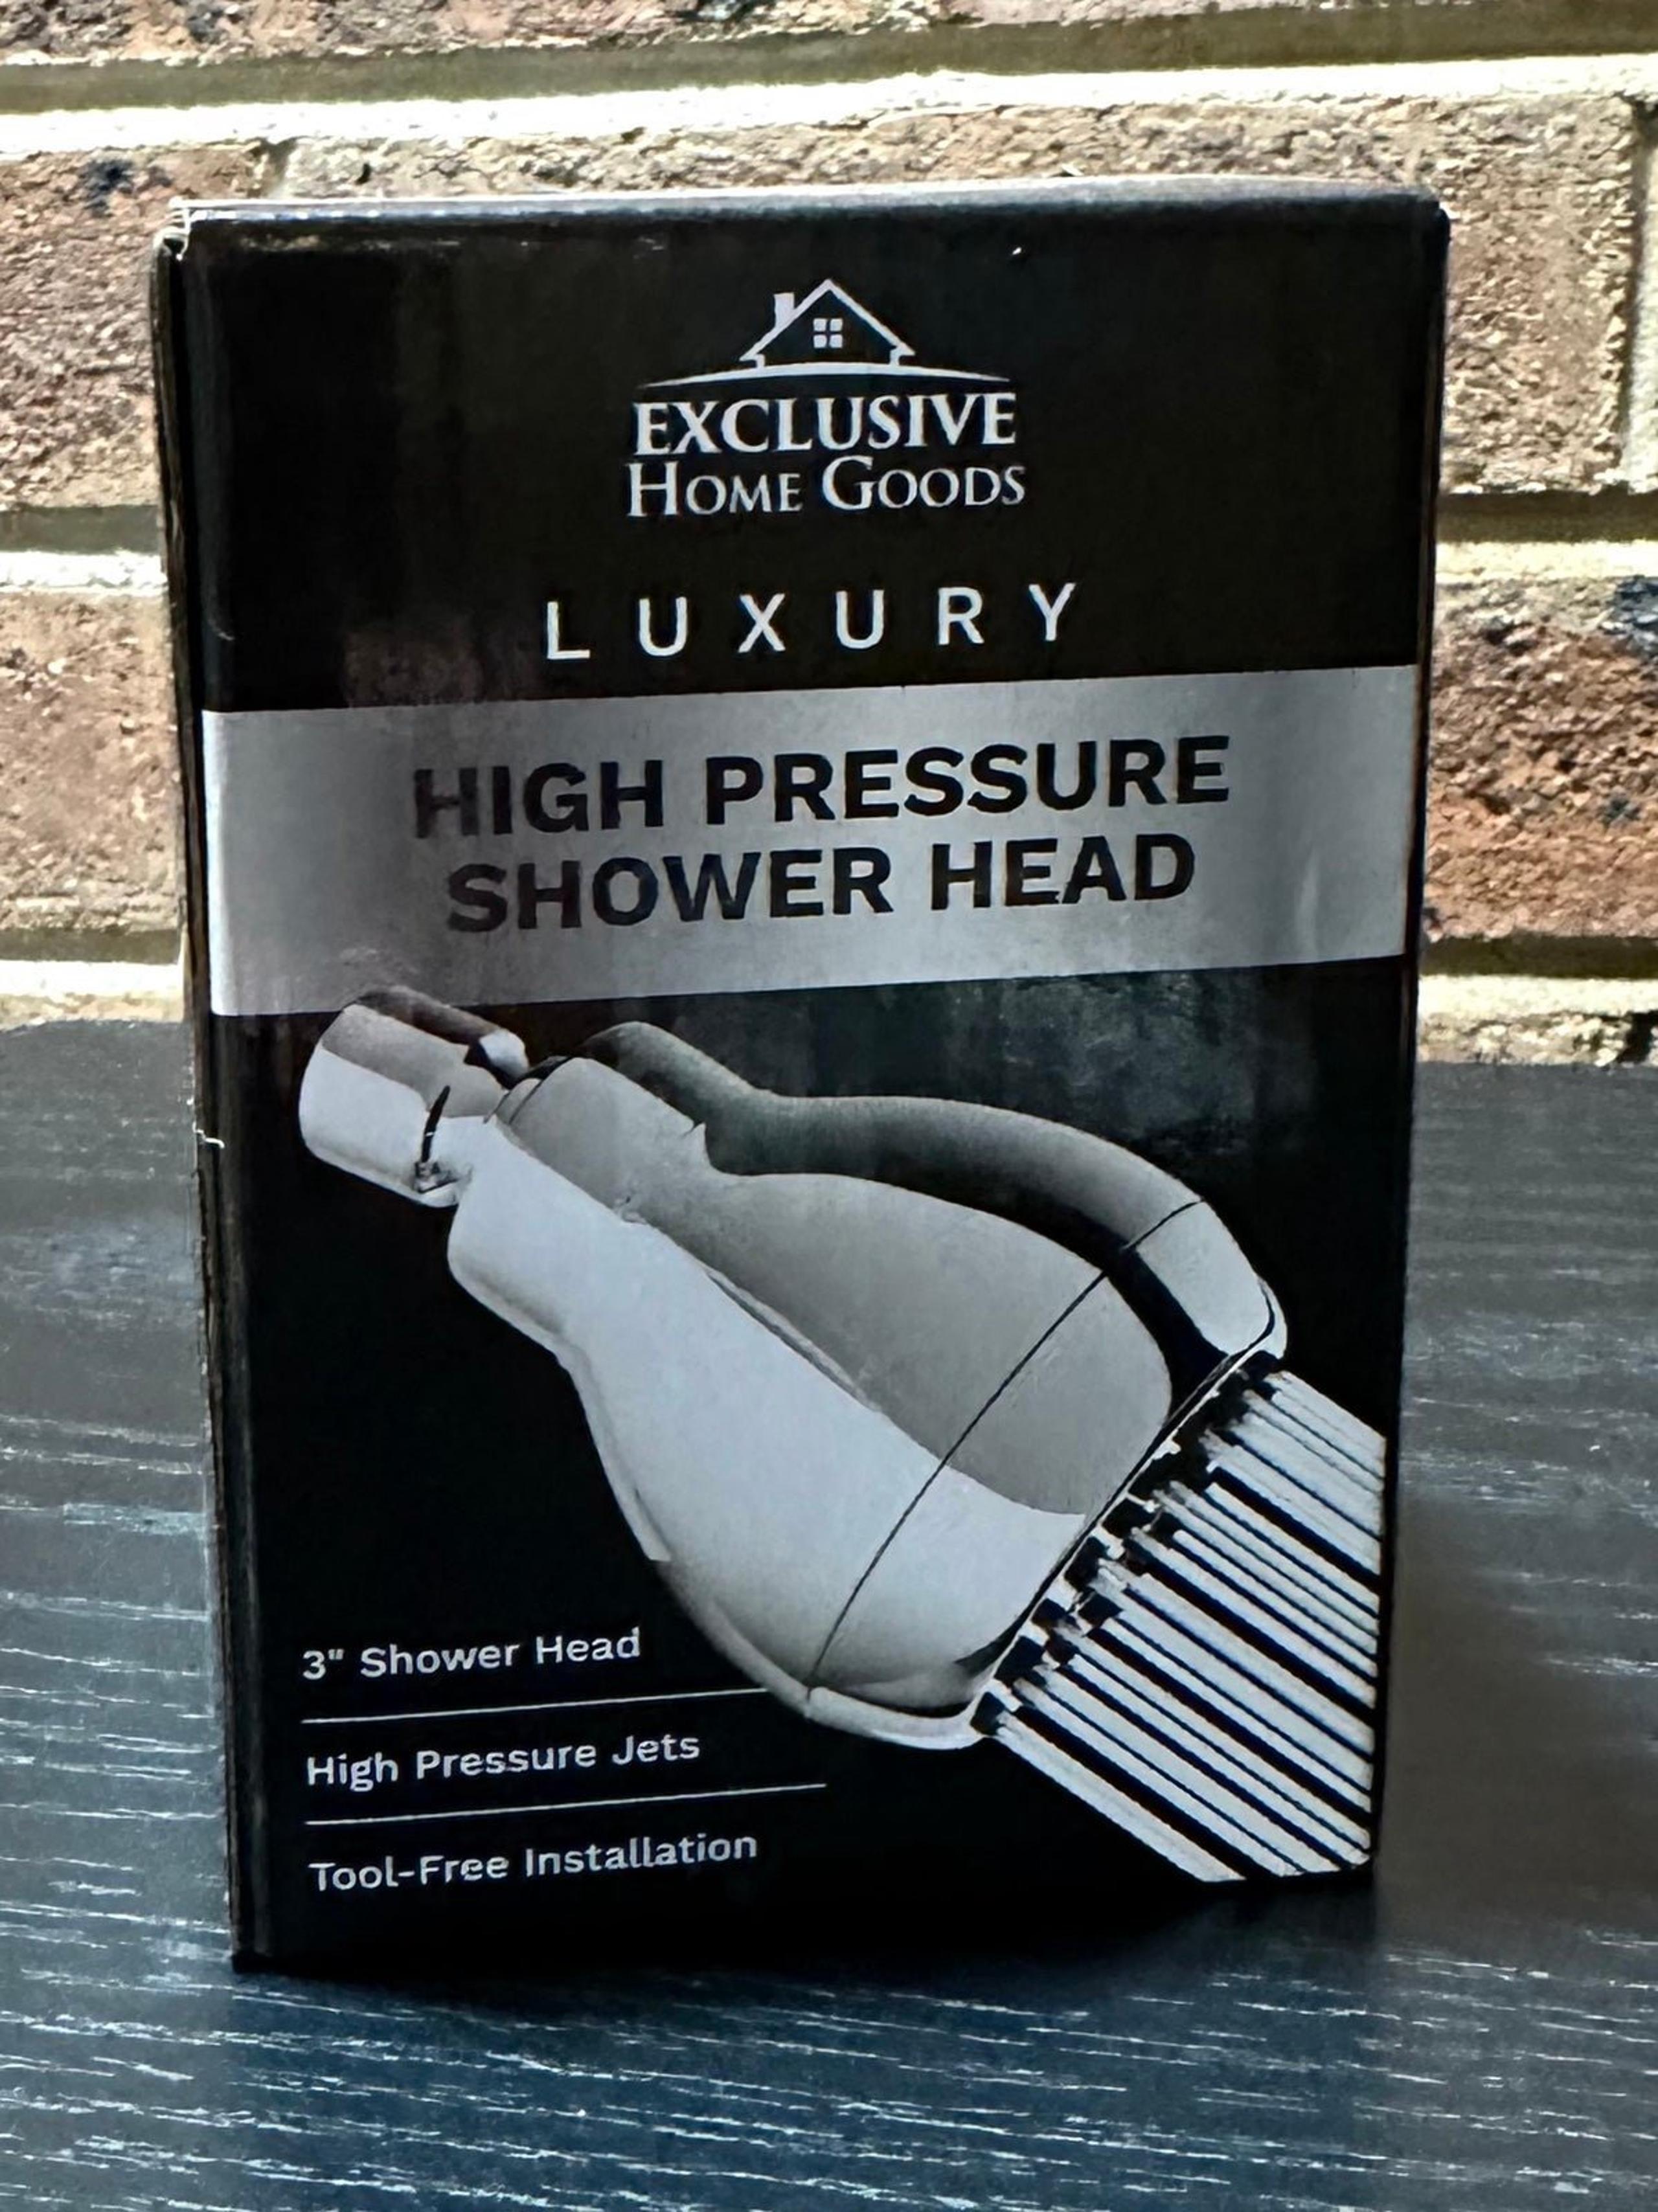 EXCLUSIVE
HOME GOODS
LUXURY
HIGH PRESSURE
SHOWER HEAD
3" Shower Head
High Pressure Jets
Tool-Free Installation